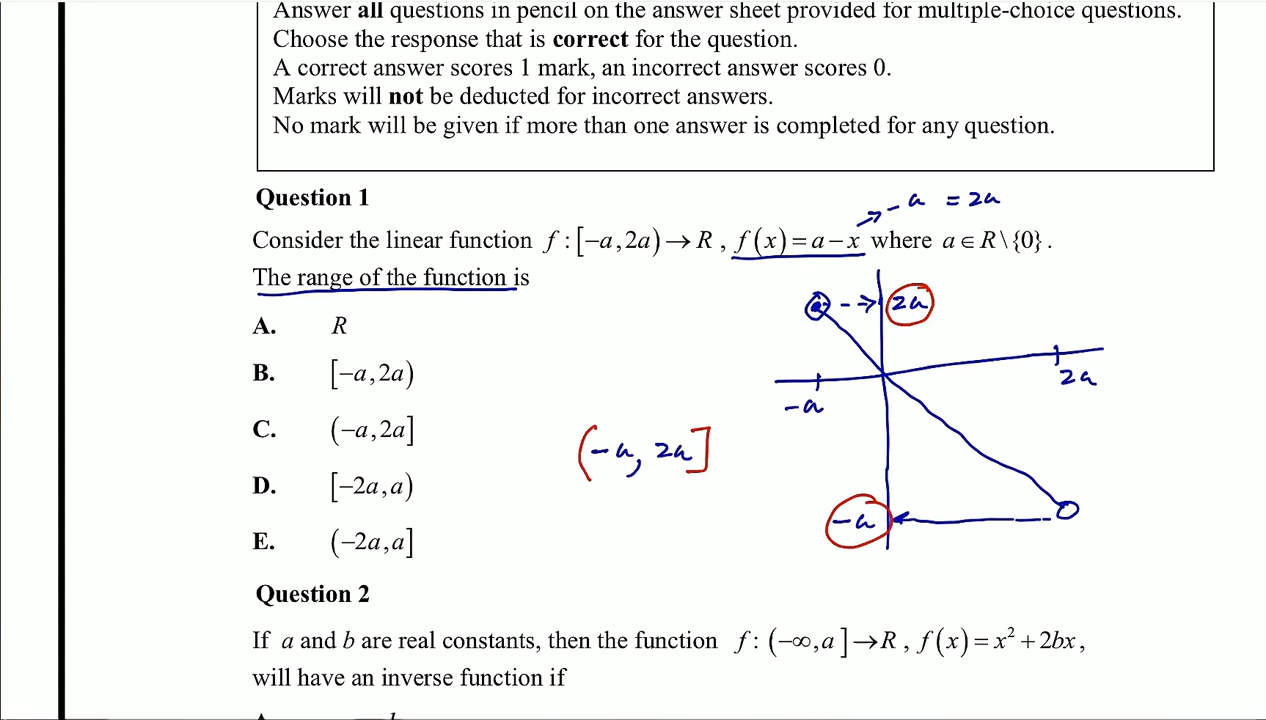 Answer all questions in pencil on the answer sheet provided for multiple-choice questions.
Choose the response that is correct for the question.
A correct answer scores 1 mark, an incorrect answer scores 0.
Marks will not be deducted for incorrect answers.
No mark will be given if more than one answer is completed for any question.
Question 1
-a = 2a
Consider the linear function f:[−a,2a)→R, f(x)=a−x where a∈R\{0}.
The range of the function is
2a
A. R
B. [−a,2a)
2a
-a
C. (−a,2a]
(-a, 2a]
D. [−2a,a)
-a
E. (−2a,a]
Question 2
If a and b are real constants, then the function f:(−∞,a]→R, f(x)=x²+2bx,
will have an inverse function if